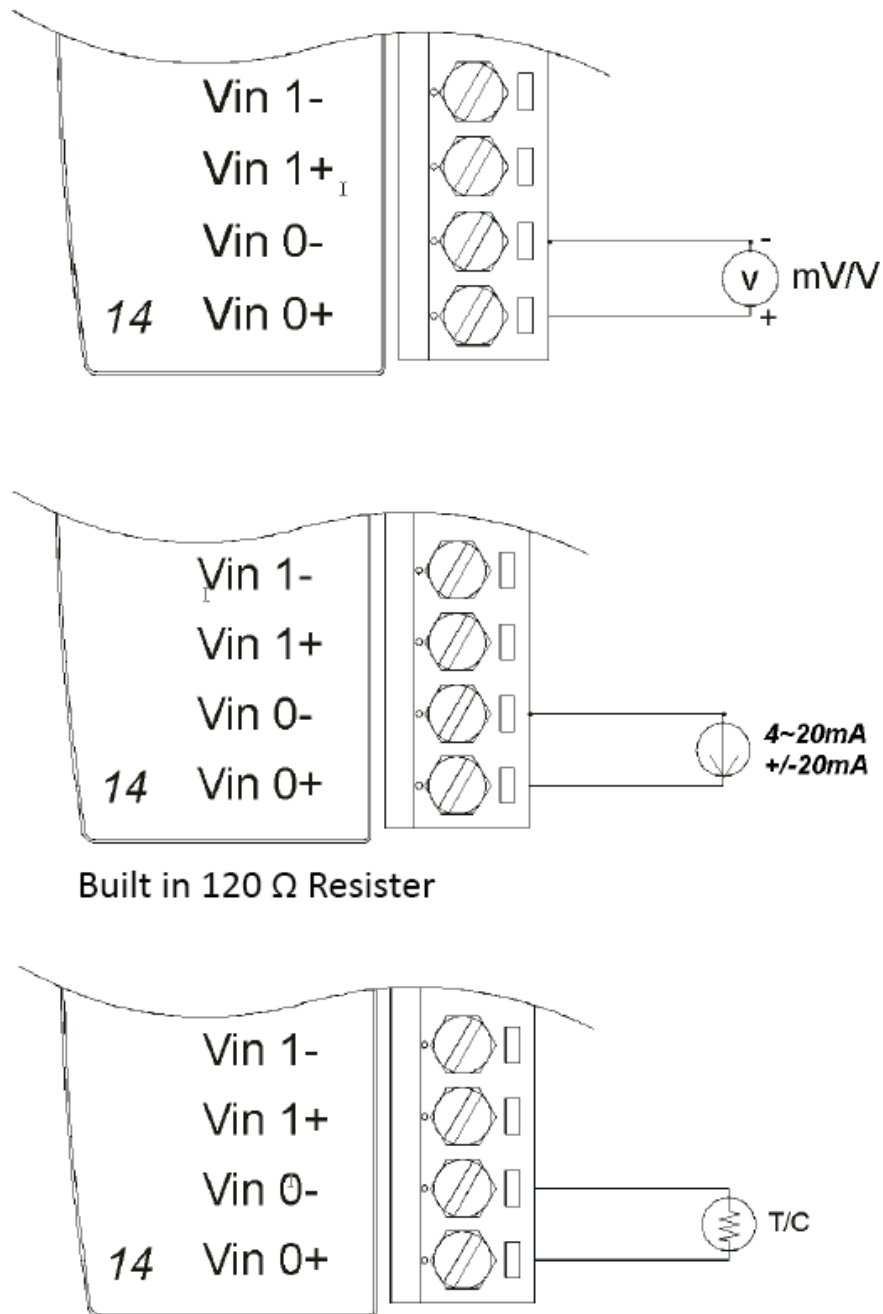 Vin 1-
Vin 1+
Vin 0-
14 Vin 0+
-
V mV/V
+
Vin 1-
Vin 1+
Vin 0-
14 Vin 0+
4~20mA
+/-20mA
Built in 120 Ω Resister
Vin 1-
Vin 1+
Vin 0-
14 Vin 0+
T/C